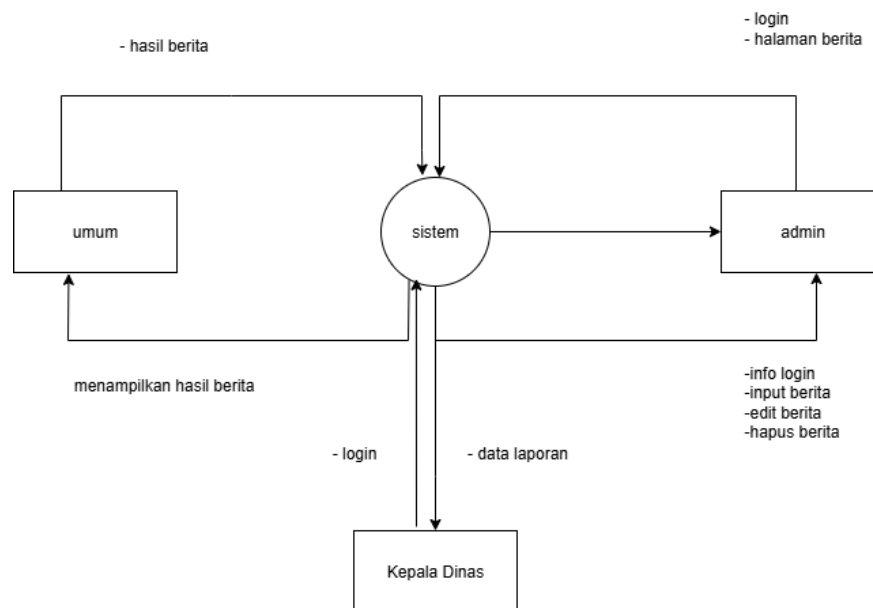 - login
- halaman berita
- hasil berita
umum
sistem
admin
menampilkan hasil berita
-info login
-input berita
-edit berita
-hapus berita
- login
- data laporan
Kepala Dinas